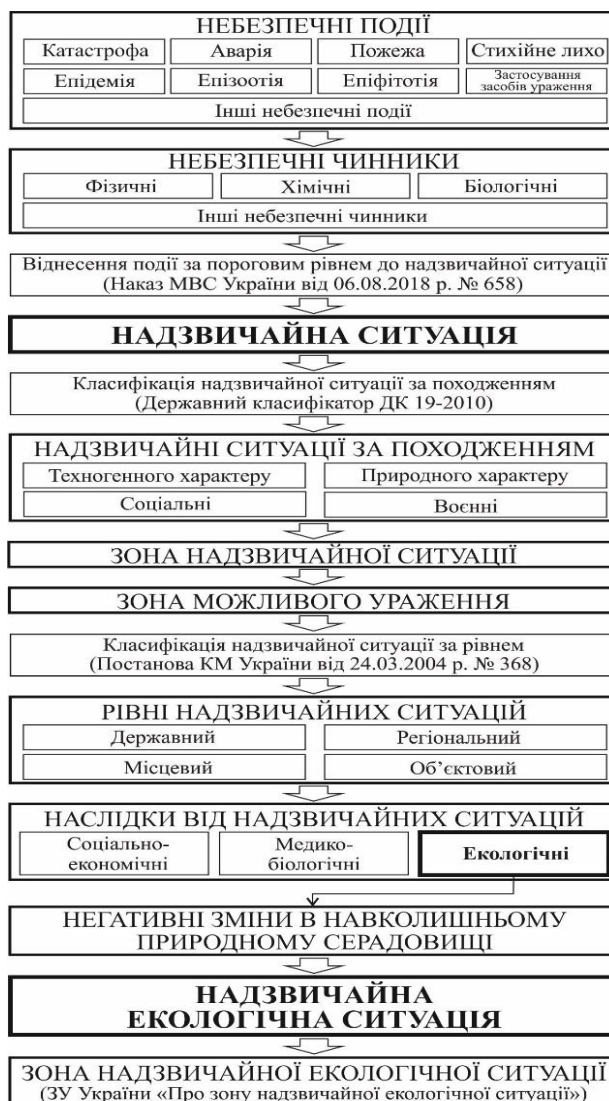 НЕБЕЗПЕЧНІ ПОДІЇ
Катастрофа
Аварія
Пожежа
Стихійне лихо
Епідемія
Епізоотія
Епіфітотія
Застосування
засобів ураження
Інші небезпечні події
НЕБЕЗПЕЧНІ ЧИННИКИ
Фізичні
Хімічні
Біологічні
Інші небезпечні чинники
Віднесення події за пороговим рівнем до надзвичайної ситуації
(Наказ МВС України від 06.08.2018 р. № 658)
НАДЗВИЧАЙНА СИТУАЦІЯ
Класифікація надзвичайної ситуації за походженням
(Державний класифікатор ДК 19-2010)
НАДЗВИЧАЙНІ СИТУАЦІЇ ЗА ПОХОДЖЕННЯМ
Техногенного характеру
Природного характеру
Соціальні
Воєнні
ЗОНА НАДЗВИЧАЙНОЇ СИТУАЦІЇ
ЗОНА МОЖЛИВОГО УРАЖЕННЯ
Класифікація надзвичайної ситуації за рівнем
(Постанова КМ України від 24.03.2004 р. № 368)
РІВНІ НАДЗВИЧАЙНИХ СИТУАЦІЙ
Державний
Регіональний
Місцевий
Об’єктовий
НАСЛІДКИ ВІД НАДЗВИЧАЙНИХ СИТУАЦІЙ
Соціально-
економічні
Медико-
біологічні
Екологічні
НЕГАТИВНІ ЗМІНИ В НАВКОЛИШНЬОМУ
ПРИРОДНОМУ СЕРАДОВИЩІ
НАДЗВИЧАЙНА
ЕКОЛОГІЧНА СИТУАЦІЯ
ЗОНА НАДЗВИЧАЙНОЇ ЕКОЛОГІЧНОЇ СИТУАЦІЇ
(ЗУ України «Про зону надзвичайної екологічної ситуації»)